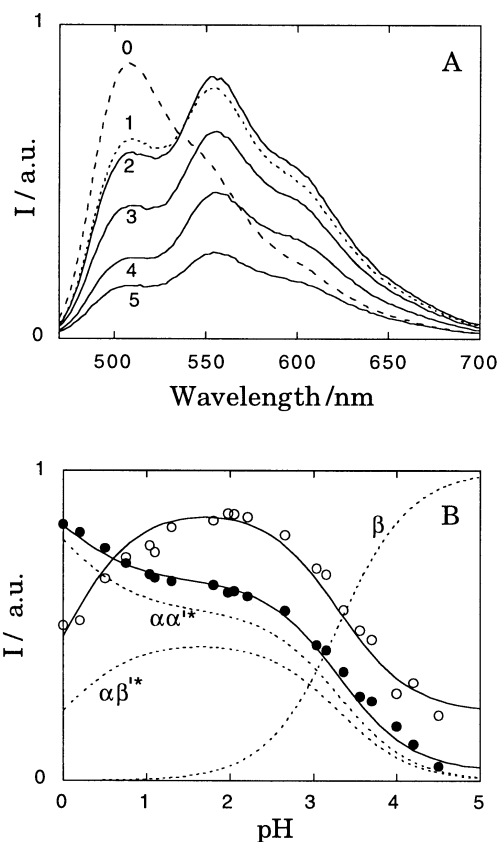 1
A
I / a.u.
0
1
2
3
4
5
0
500 550 600 650 700
Wavelength /nm
1
B
β
I / a.u.
αα'*
αβ'*
0
0 1 2 3 4 5
pH